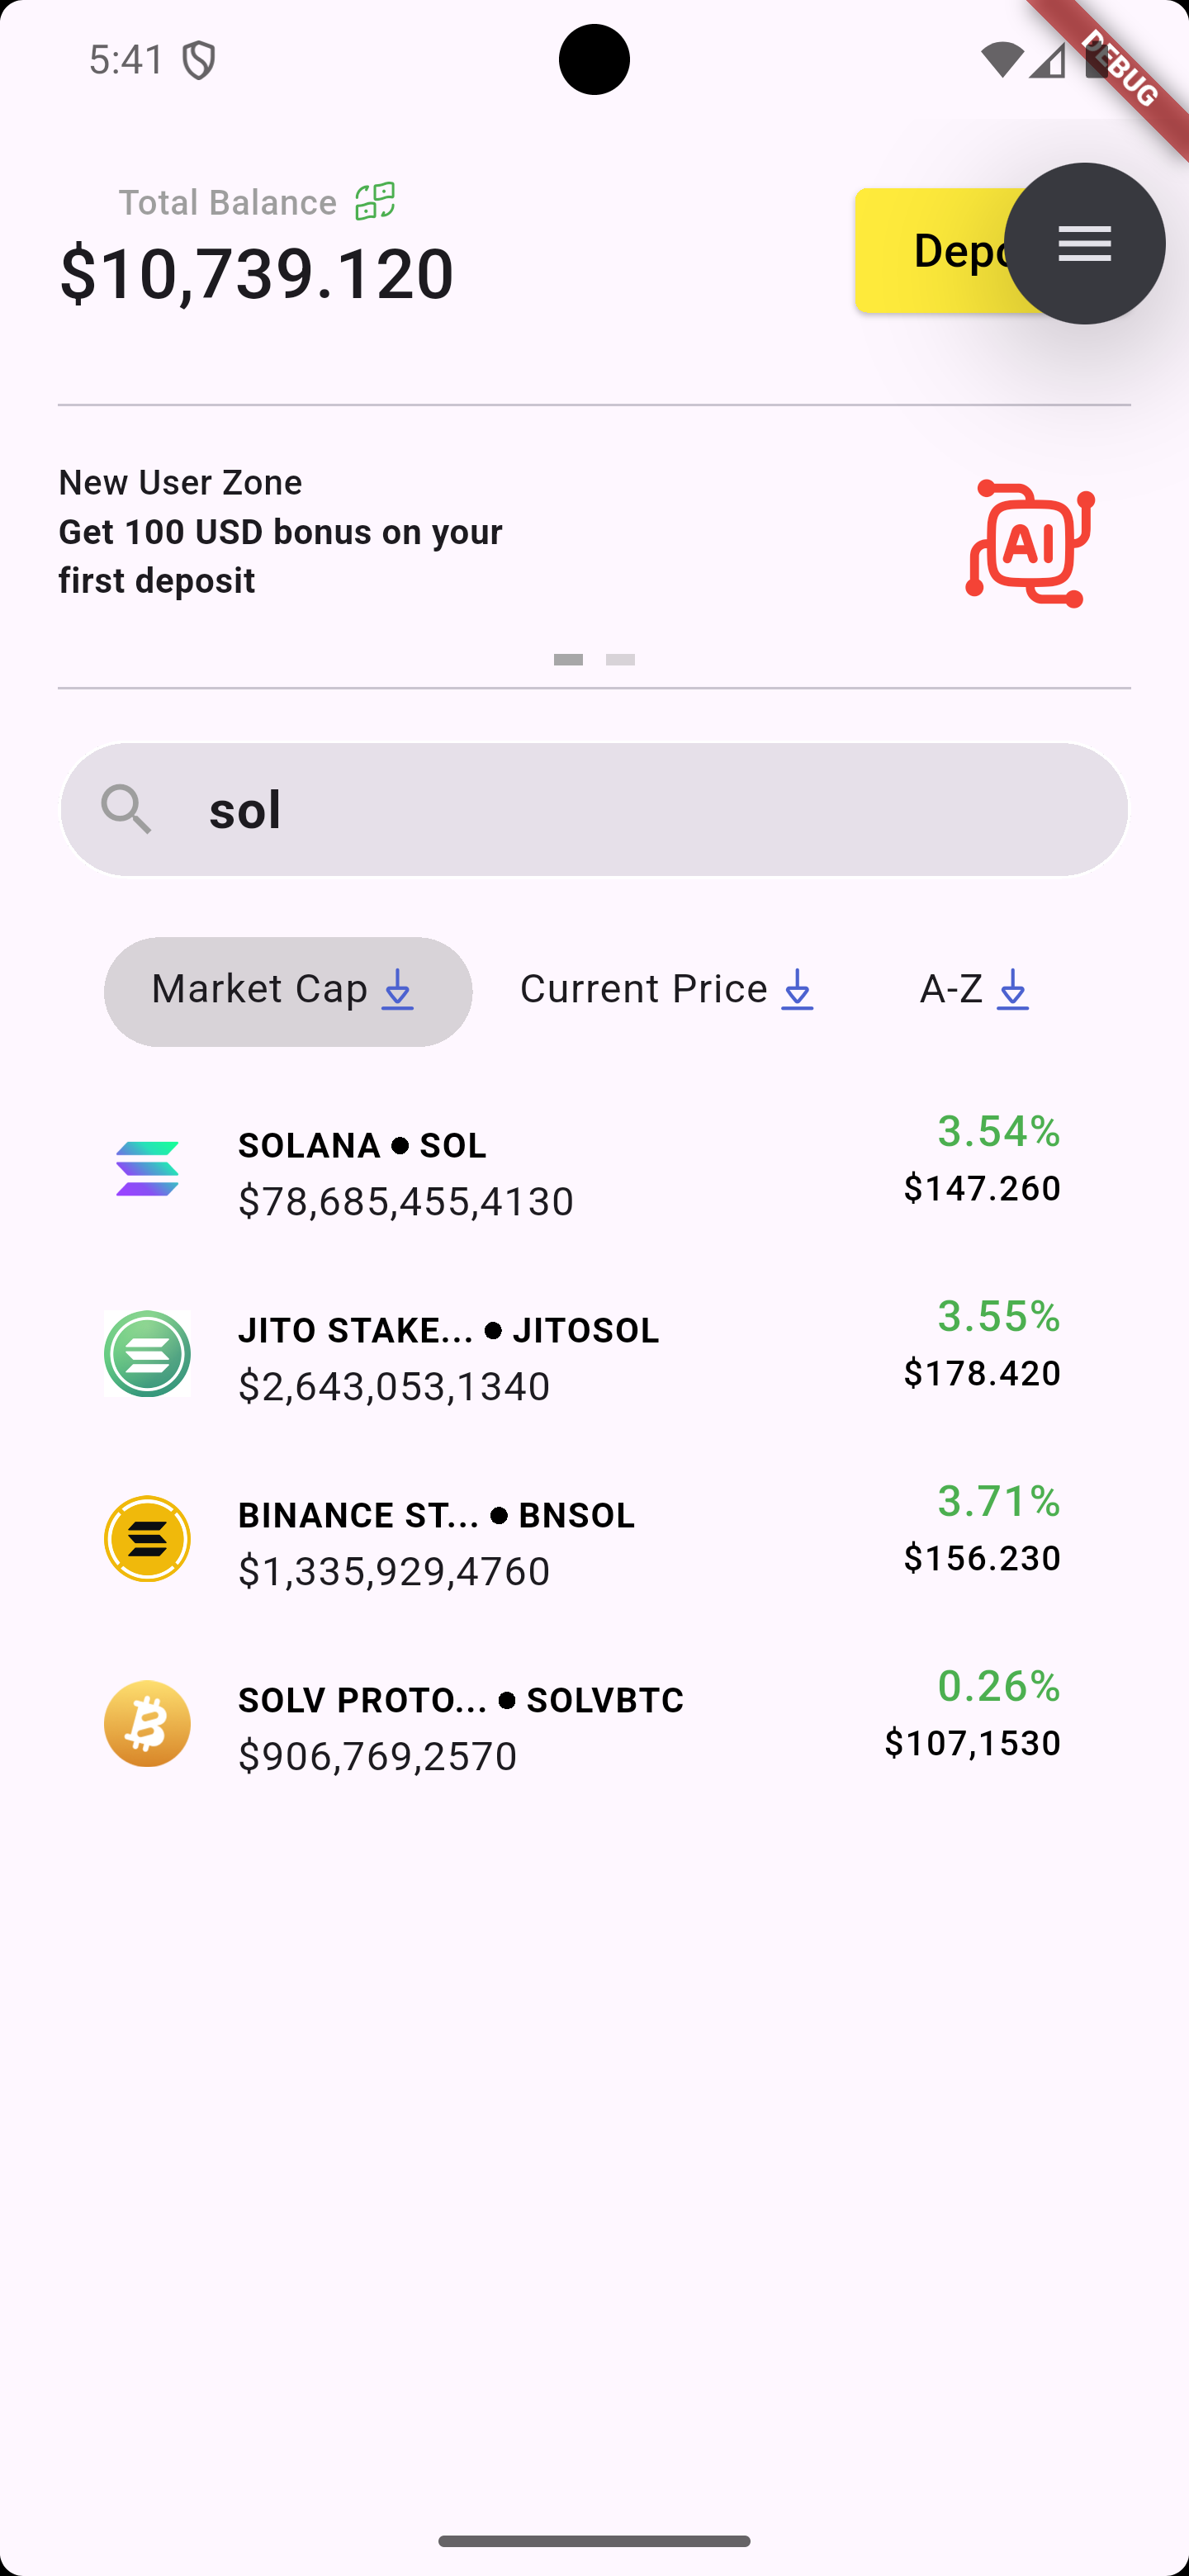 5:41
DEBUG
Total Balance
$10,739.120
New User Zone
Get 100 USD bonus on your
first deposit
AI
sol
Market Cap
Current Price
A-Z
SOLANA ● SOL
3.54%
$78,685,455,4130
$147.260
JITO STAKE... ● JITOSOL
3.55%
$2,643,053,1340
$178.420
BINANCE ST... ● BNSOL
3.71%
$1,335,929,4760
$156.230
SOLV PROTO... ● SOLVBTC
0.26%
$906,769,2570
$107,1530